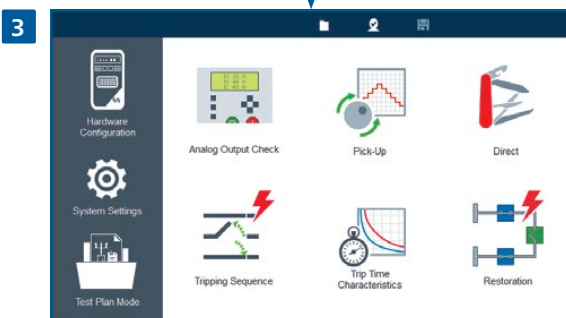 3
Hardware
Configuration
Analog Output Check
Pick-Up
Direct
System Settings
Tripping Sequence
Trip Time
Characteristics
Restoration
Test Plan Mode